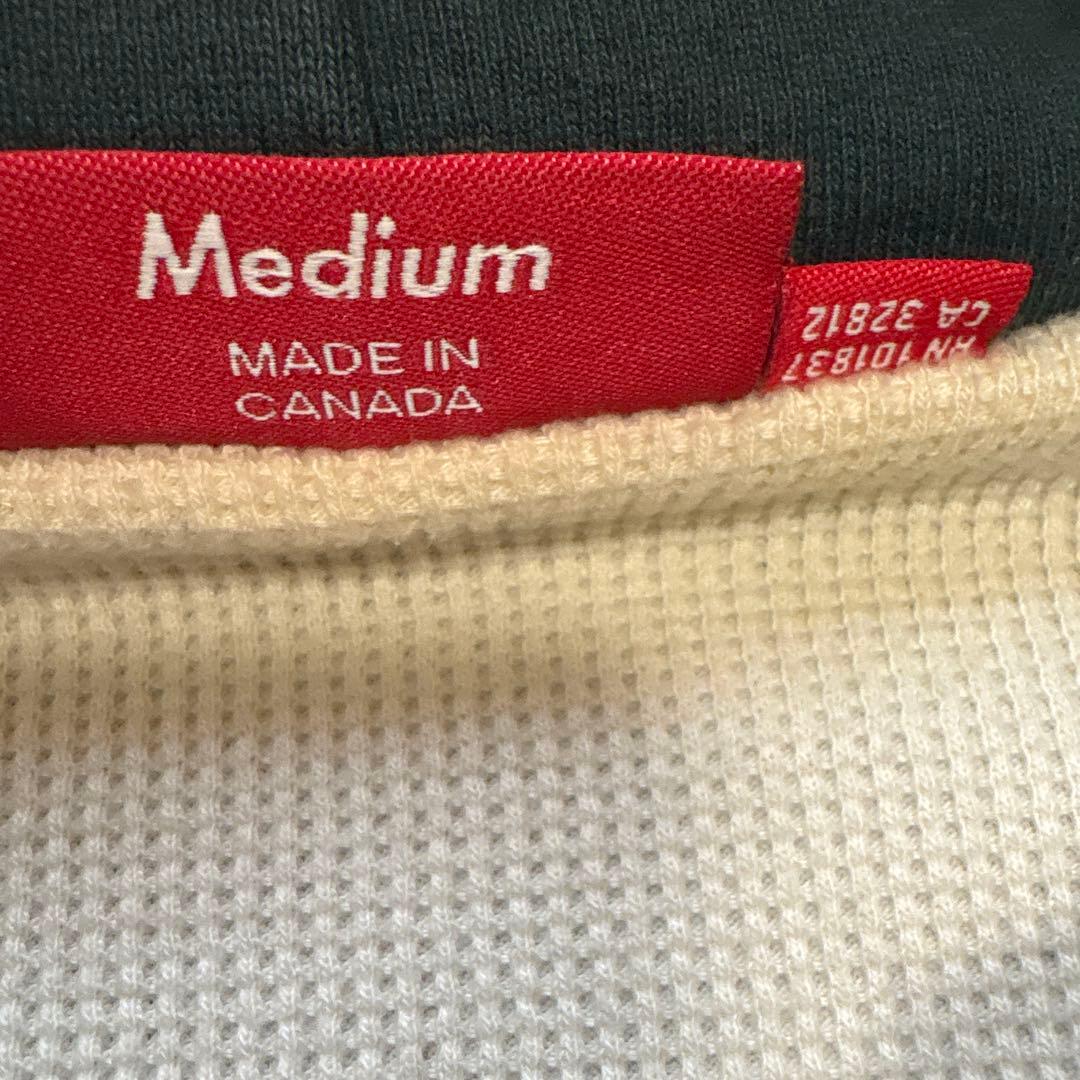 Medium
MADE IN
CANADA
CA 32812
RN 101837